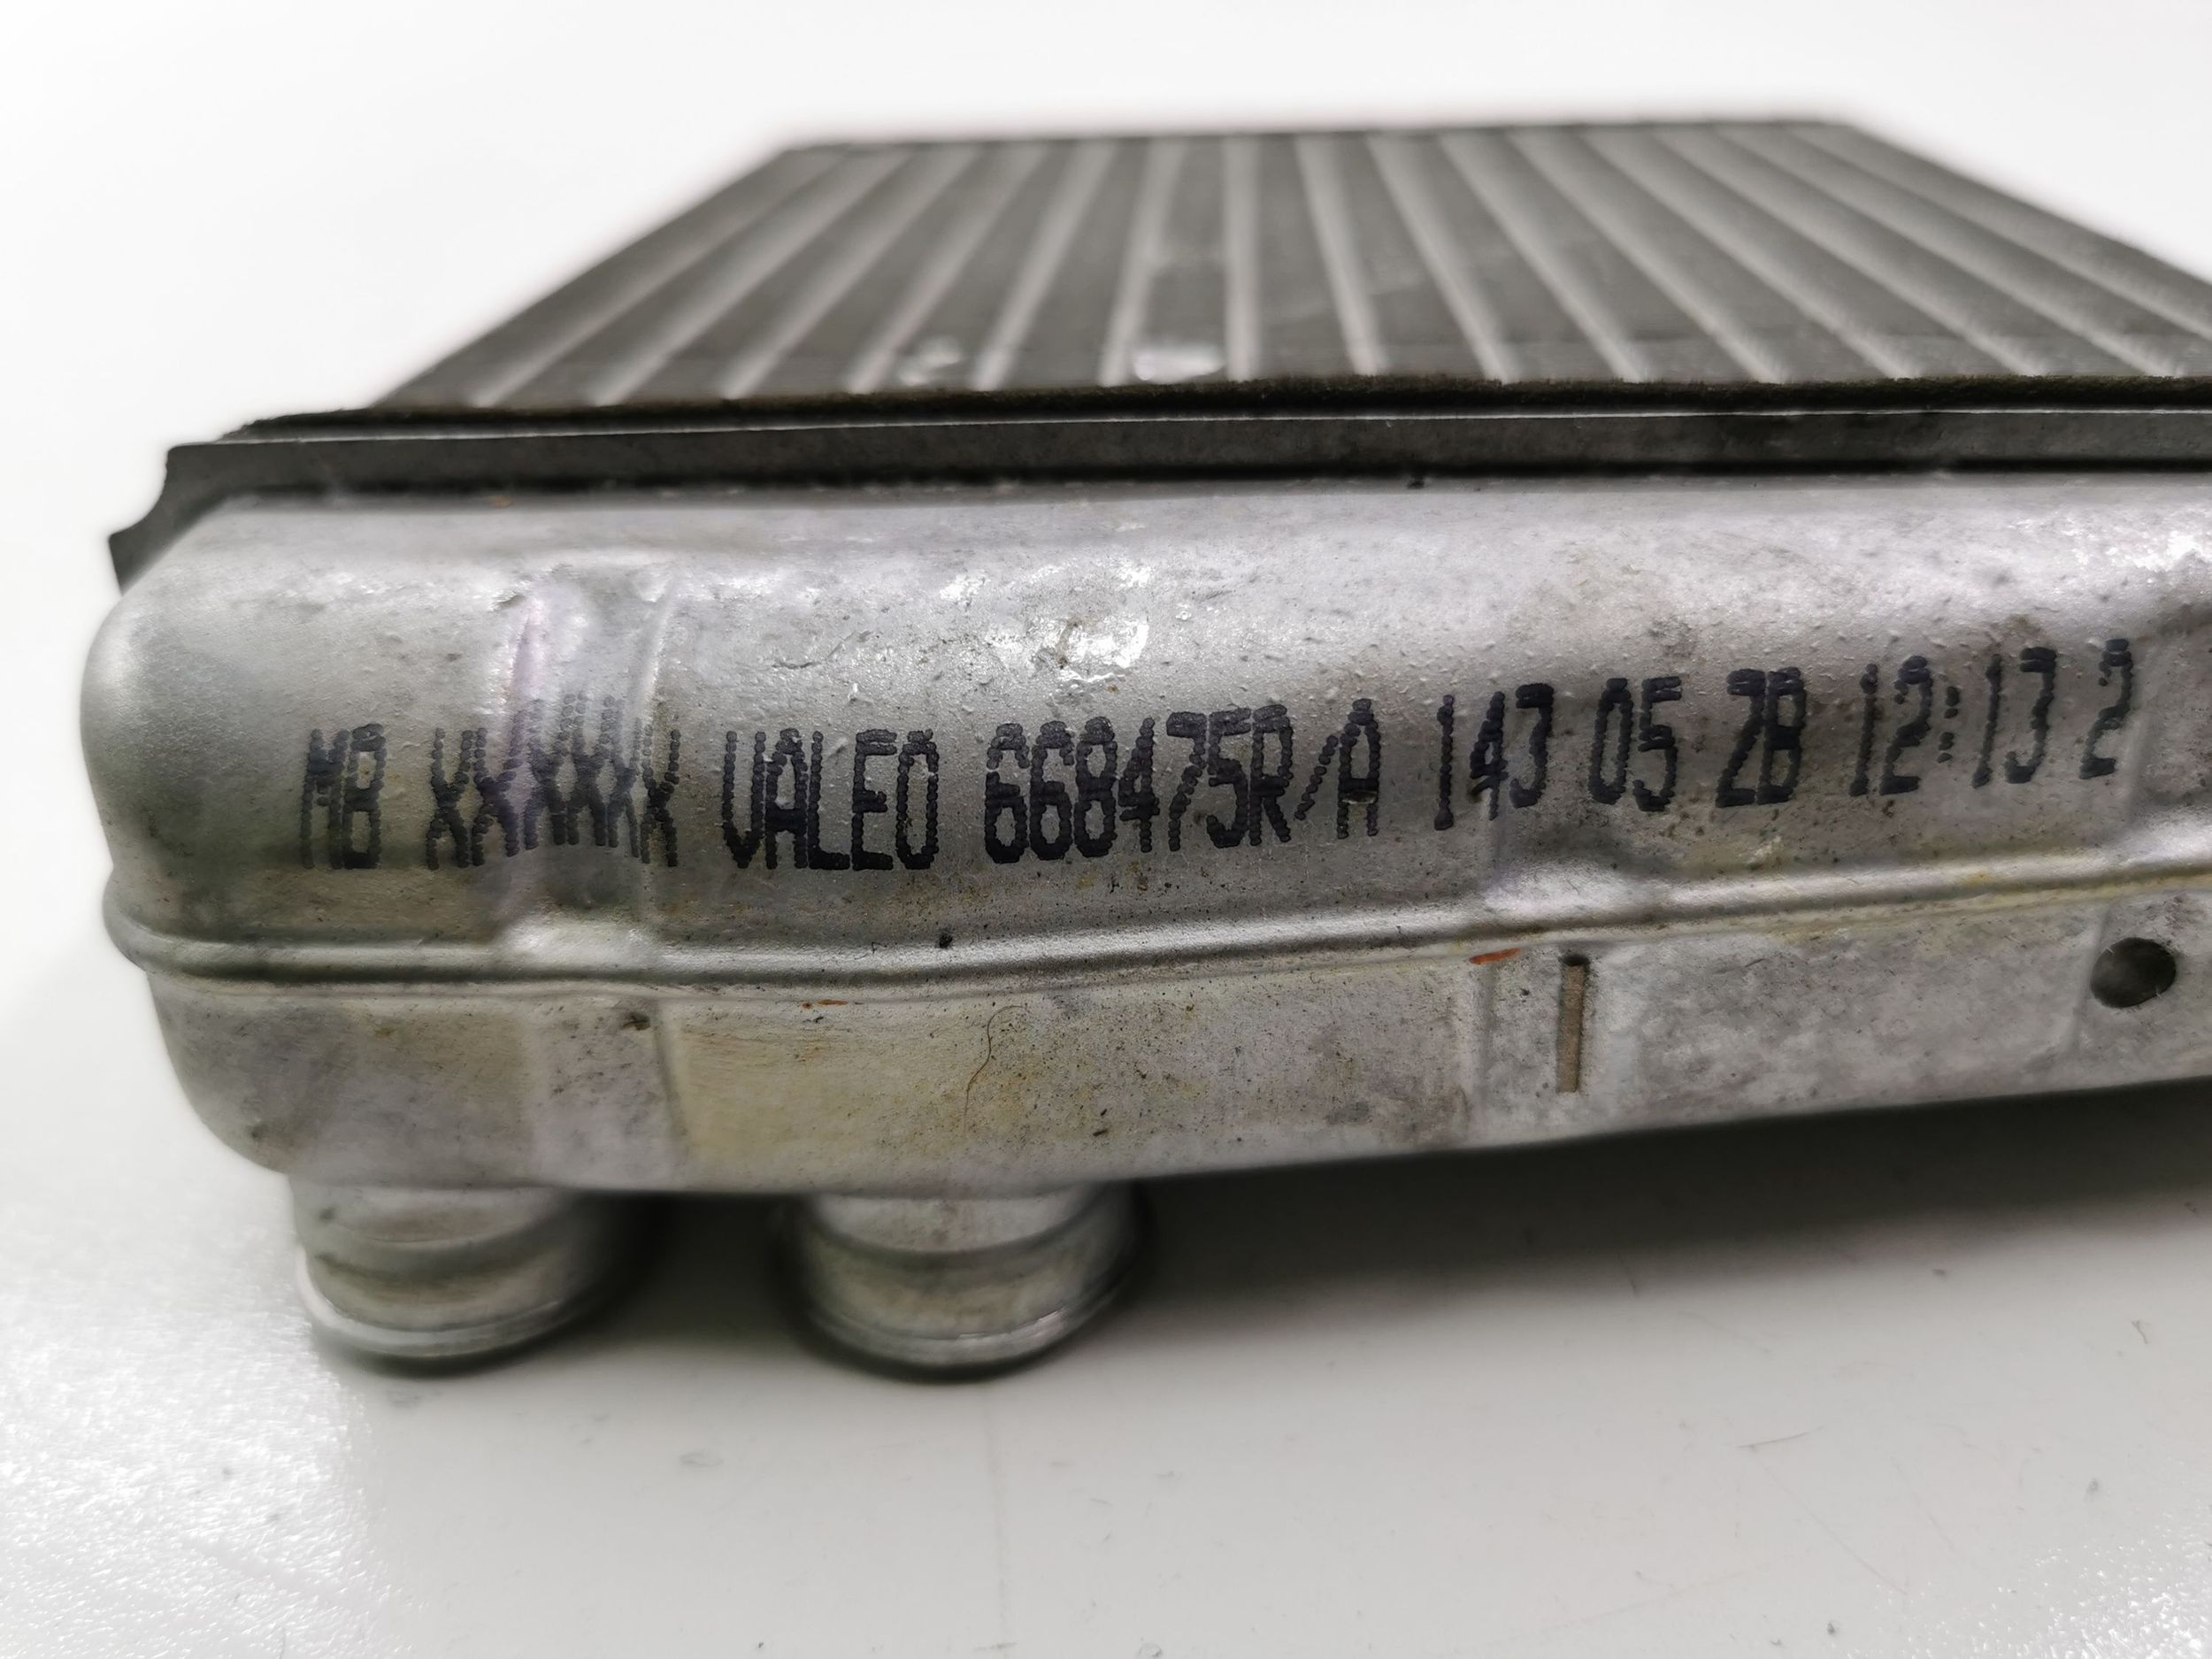 MB XXXXXX VALEO 668475R/A 143 05 2B 12:13 2